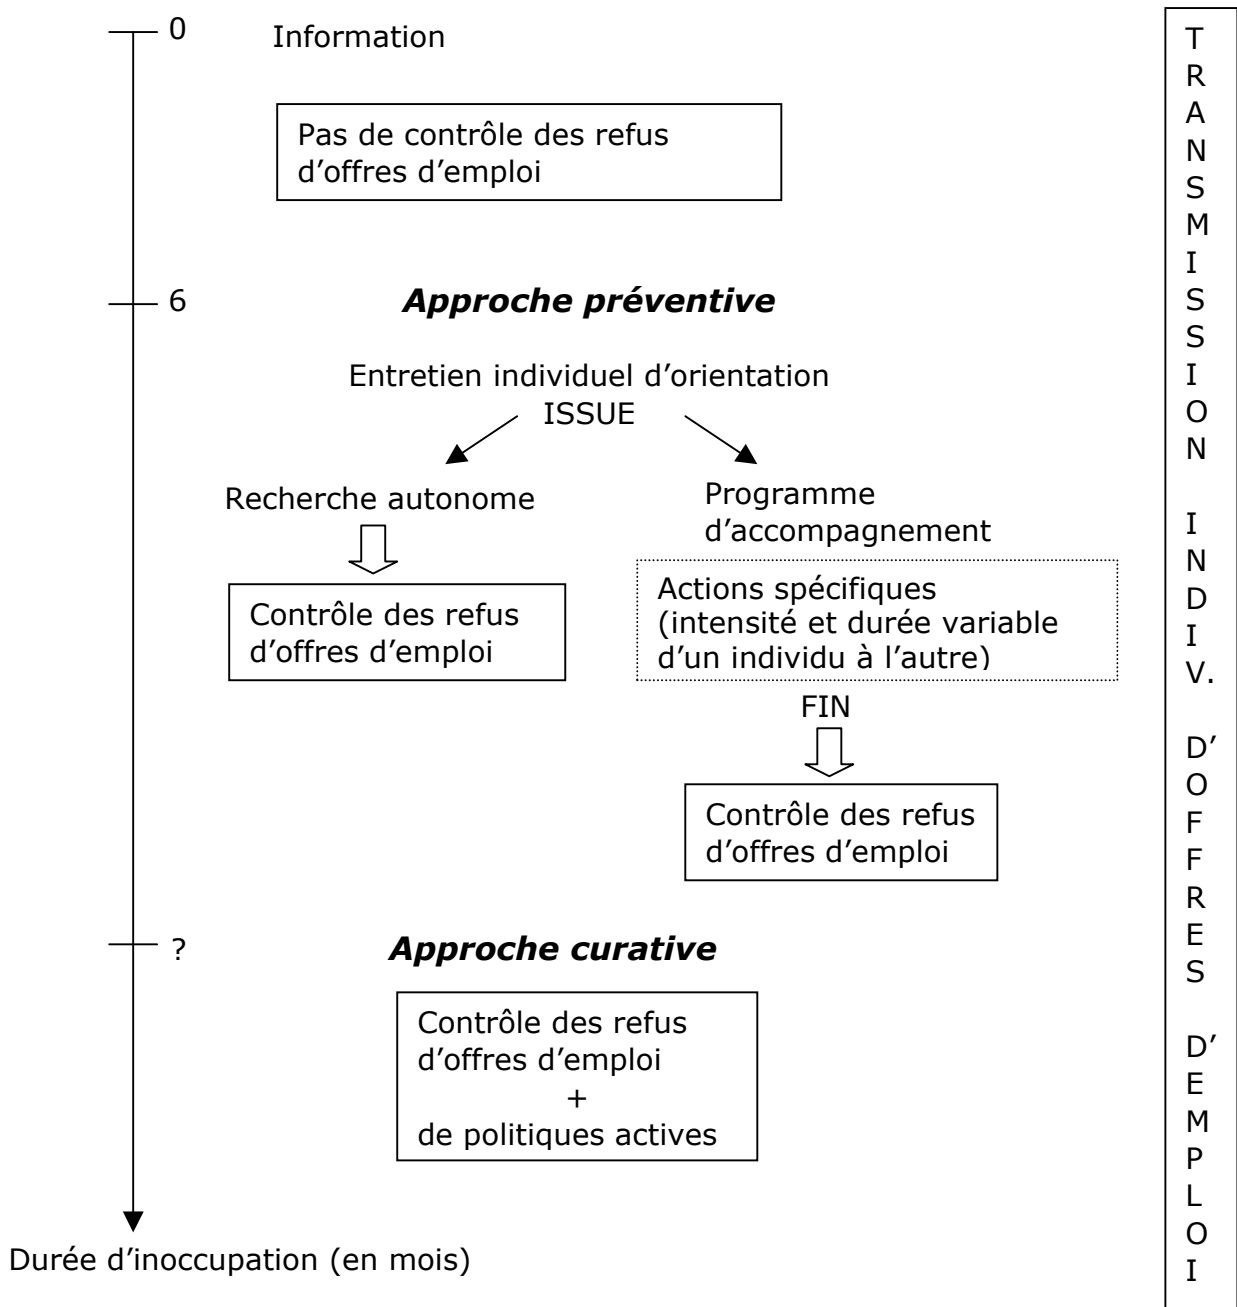 0
Information
Pas de contrôle des refus
d’offres d’emploi
6
Approche préventive
Entretien individuel d’orientation
ISSUE
Recherche autonome
Programme
d’accompagnement
Contrôle des refus
d’offres d’emploi
Actions spécifiques
(intensité et durée variable
d’un individu à l’autre)
FIN
Contrôle des refus
d’offres d’emploi
?
Approche curative
Contrôle des refus
d’offres d’emploi
+
de politiques actives
Durée d’inoccupation (en mois)
T
R
A
N
S
M
I
S
S
I
O
N
I
N
D
I
V.
D’
O
F
F
R
E
S
D’
E
M
P
L
O
I